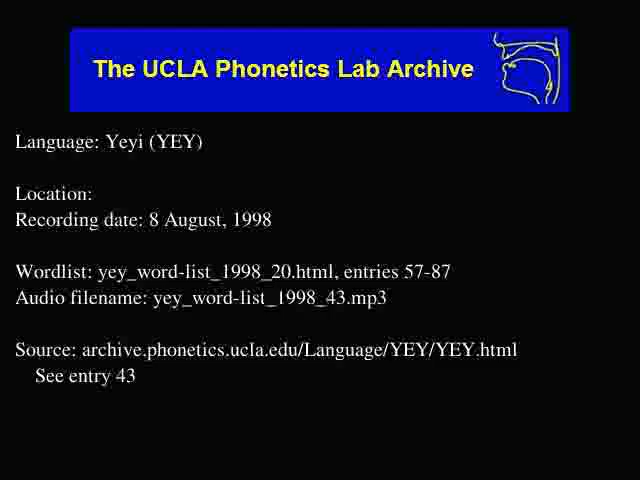 The UCLA Phonetics Lab Archive
Language: Yeyi (YEY)
Location:
Recording date: 8 August, 1998
Wordlist: yey_word-list_1998_20.html, entries 57-87
Audio filename: yey_word-list_1998_43.mp3
Source: archive.phonetics.ucla.edu/Language/YEY/YEY.html
See entry 43